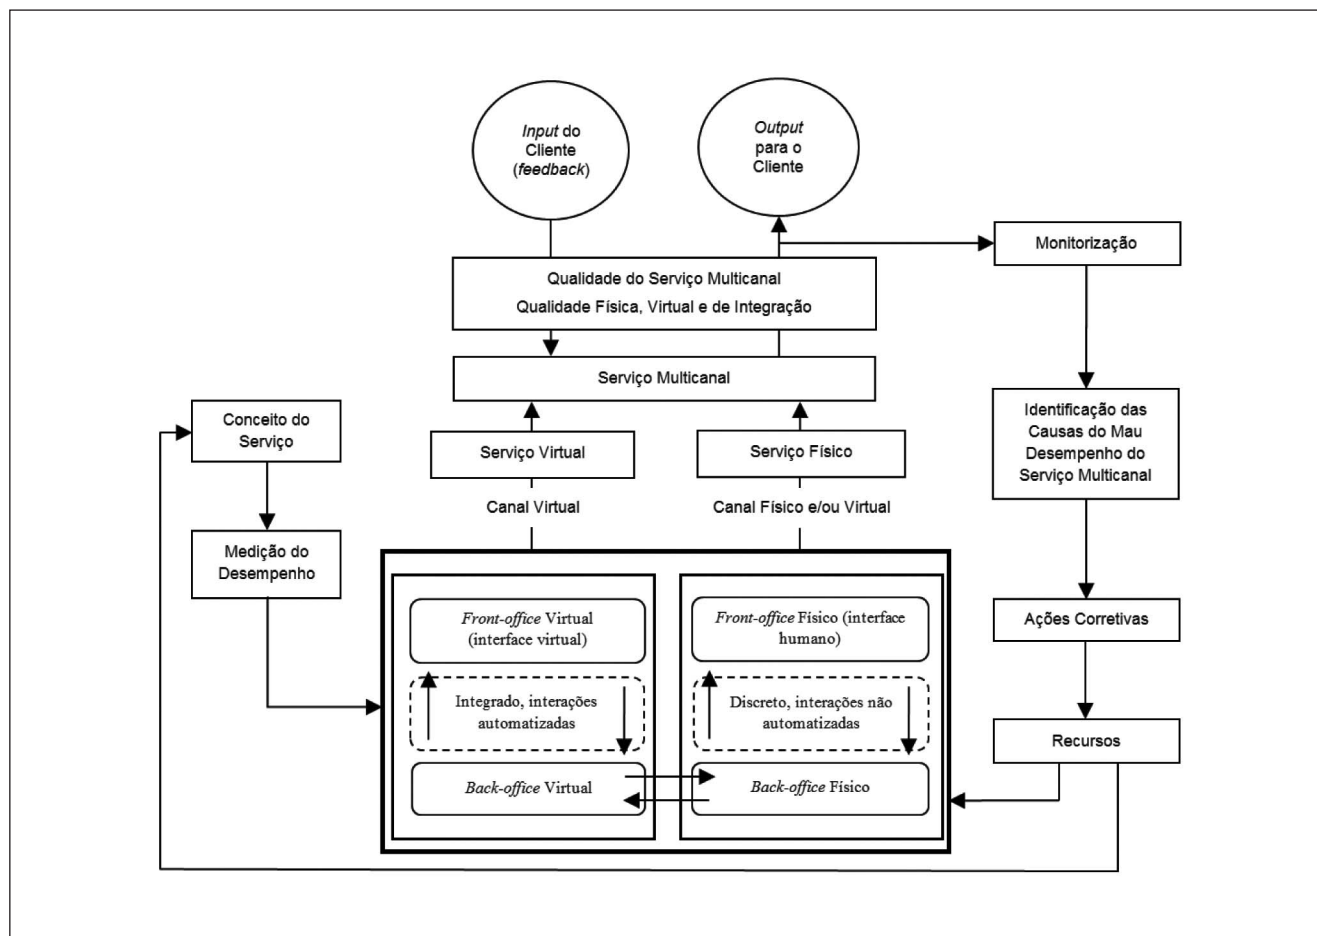 Input do
Cliente
(feedback)
Output
para o
Cliente
Monitorização
Qualidade do Serviço Multicanal
Qualidade Física, Virtual e de Integração
Serviço Multicanal
Conceito do
Serviço
Serviço Virtual
Serviço Físico
Identificação das
Causas do Mau
Desempenho do
Serviço Multicanal
Canal Virtual
Canal Físico e/ou Virtual
Medição do
Desempenho
Front-office Virtual
(interface virtual)
Front-office Físico (interface
humano)
Ações Corretivas
Integrado, interações
automatizadas
Discreto, interações não
automatizadas
Recursos
Back-office Virtual
Back-office Físico